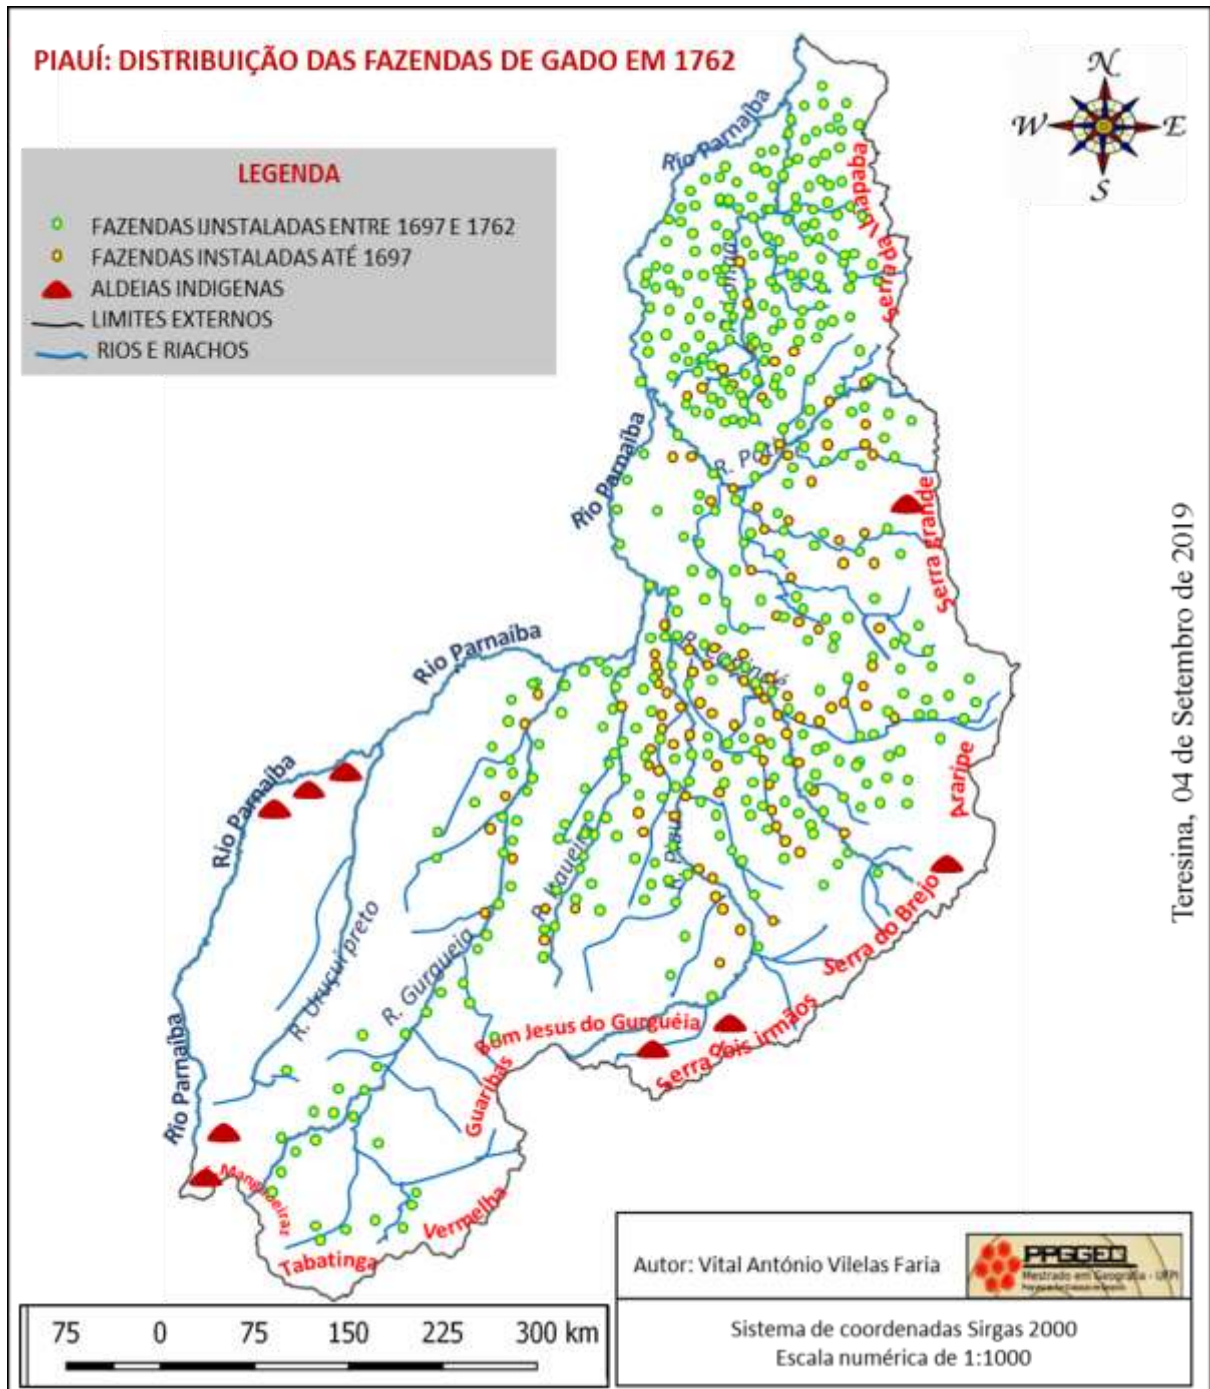 PIAUÍ: DISTRIBUIÇÃO DAS FAZENDAS DE GADO EM 1762
N
W
E
S
LEGENDA
FAZENDAS IJNSTALADAS ENTRE 1697 E 1762
FAZENDAS INSTALADAS ATÉ 1697
ALDEIAS INDIGENAS
LIMITES EXTERNOS
RIOS E RIACHOS
Rio Parnaíba
Serra da Ibiapaba
Rio Parnaíba
R. Poti
Serra grande
Rio Parnaíba
Rio Parnaíba
Araripe
R. Piauí
R. Itaueira
Serra do Brejo
R. Uruçuí preto
R. Gurgueia
Bom Jesus do Gurguéia
Serra dois irmãos
Guaribas
Rio Parnaíba
Vermelha
Tabatinga
Teresina, 04 de Setembro de 2019
Autor: Vital António Vilelas Faria
PPGGEO
Mestrado em Geografia - UFPI
Sistema de coordenadas Sirgas 2000
Escala numérica de 1:1000
75 0 75 150 225 300 km